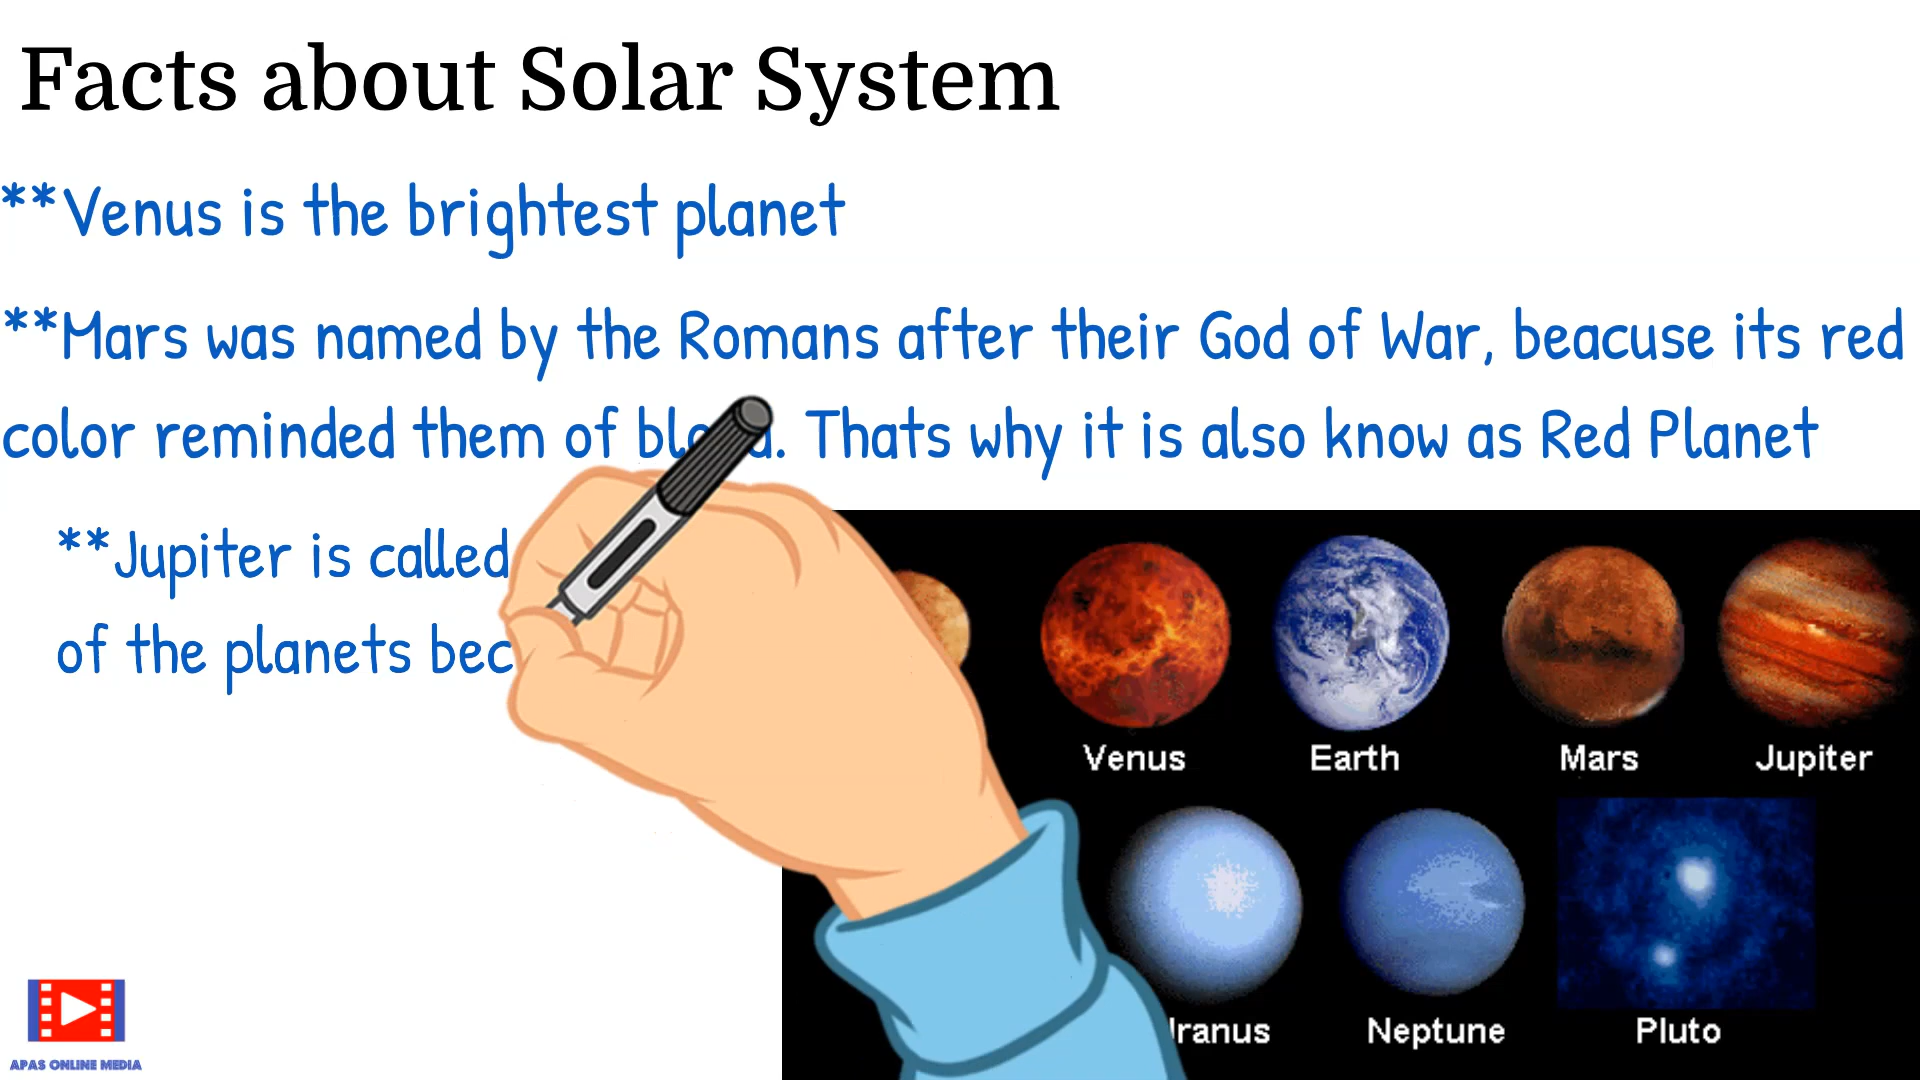 Facts about Solar System
**Venus is the brightest planet
**Mars was named by the Romans after their God of War, beacuse its red
color reminded them of blood. Thats why it is also know as Red Planet
**Jupiter is called
of the planets bec
Venus Earth Mars Jupiter
Uranus Neptune Pluto
APAS ONLINE MEDIA